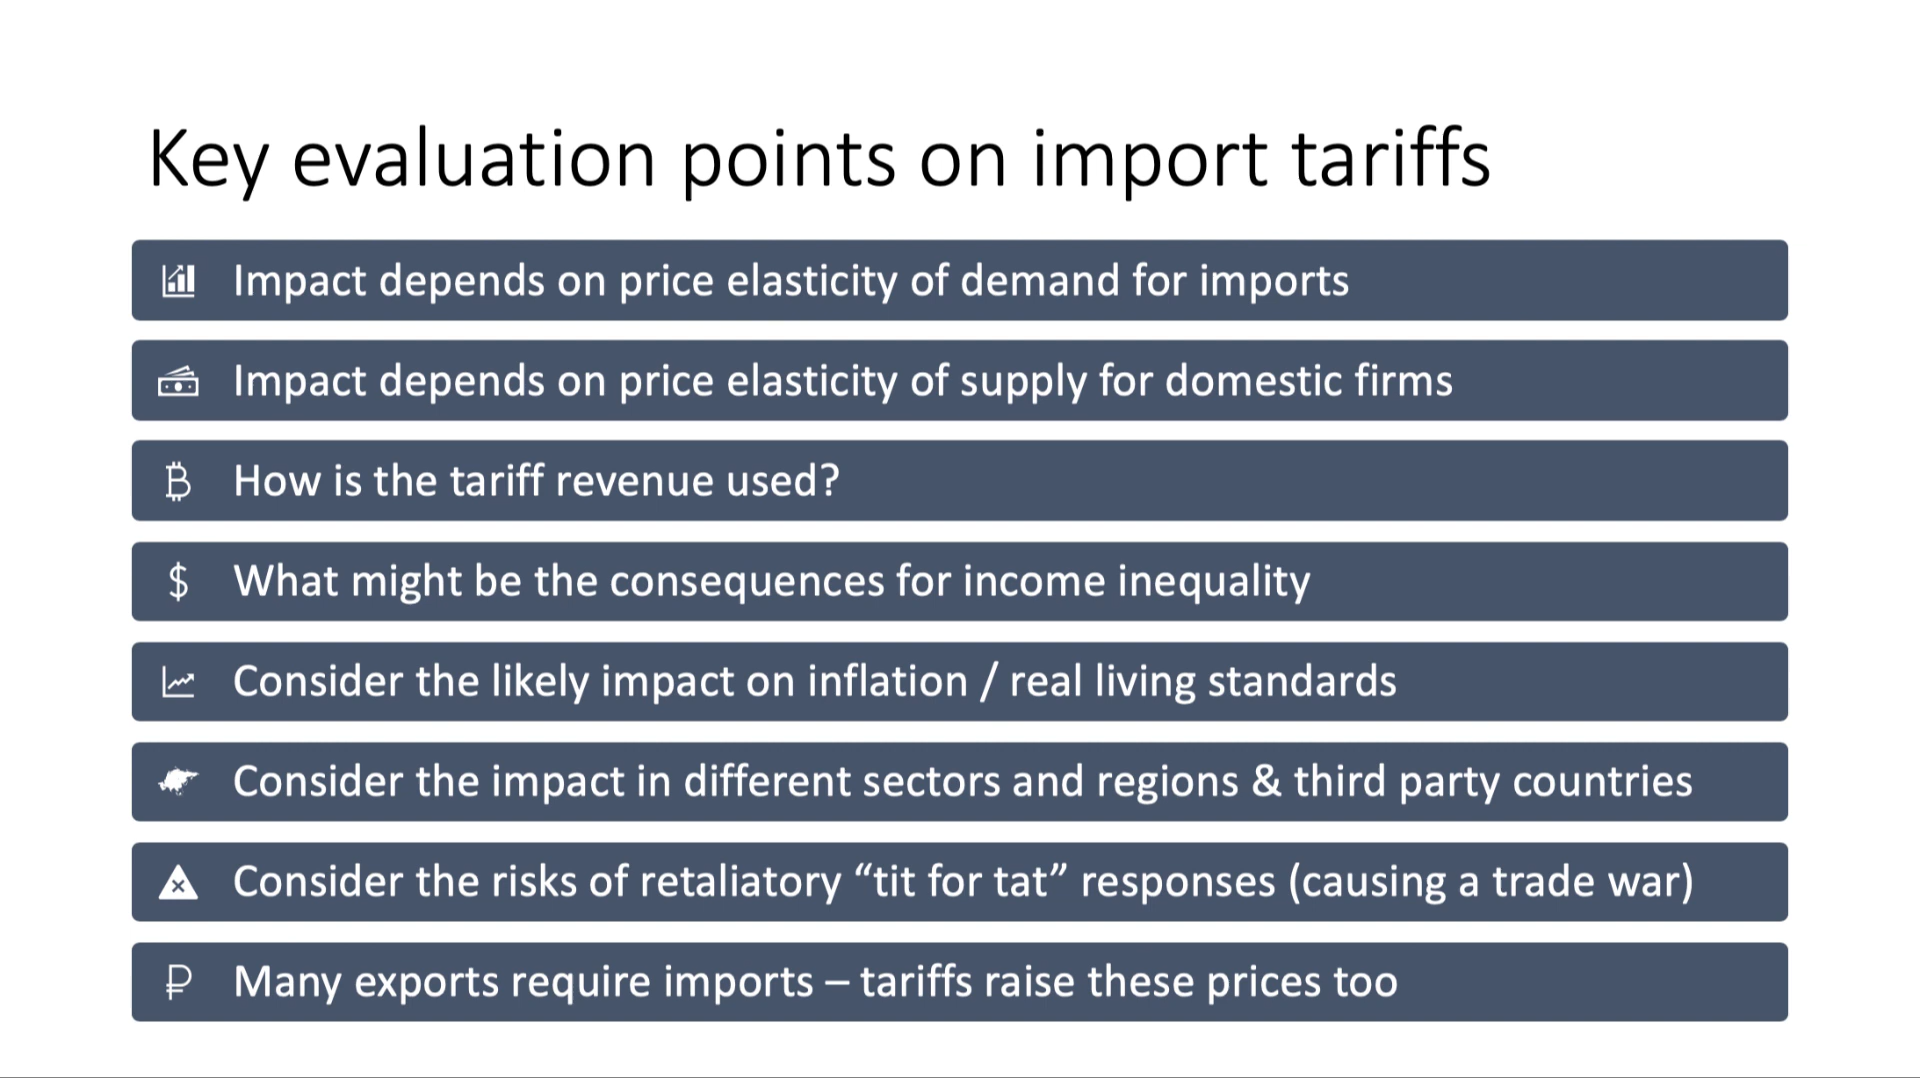 Key evaluation points on import tariffs
Impact depends on price elasticity of demand for imports
Impact depends on price elasticity of supply for domestic firms
How is the tariff revenue used?
What might be the consequences for income inequality
Consider the likely impact on inflation / real living standards
Consider the impact in different sectors and regions & third party countries
Consider the risks of retaliatory “tit for tat” responses (causing a trade war)
Many exports require imports – tariffs raise these prices too